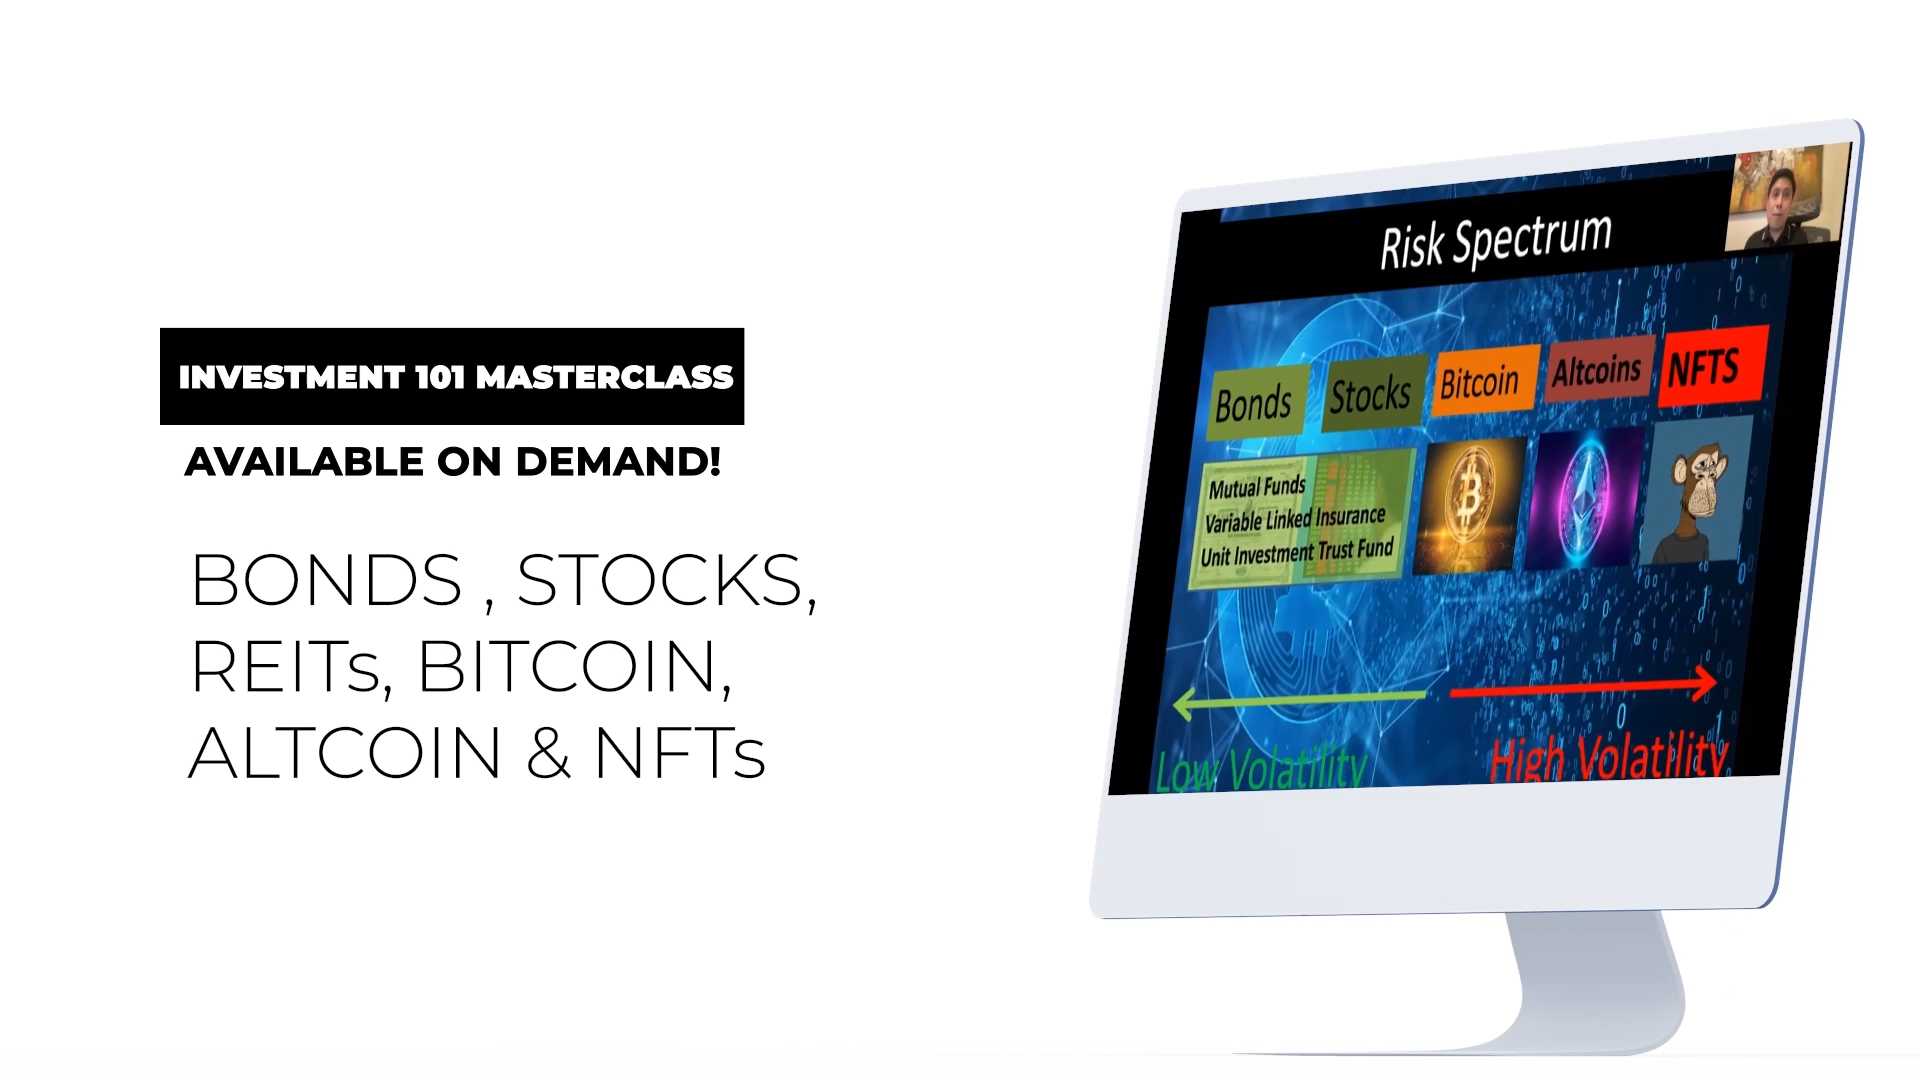 INVESTMENT 101 MASTERCLASS
AVAILABLE ON DEMAND!
BONDS , STOCKS,
REITs, BITCOIN,
ALTCOIN & NFTs
Risk Spectrum
Bonds
Stocks
Bitcoin
Altcoins
NFTS
Mutual Funds
Variable Linked Insurance
Unit Investment Trust Fund
Low Volatility
High Volatility